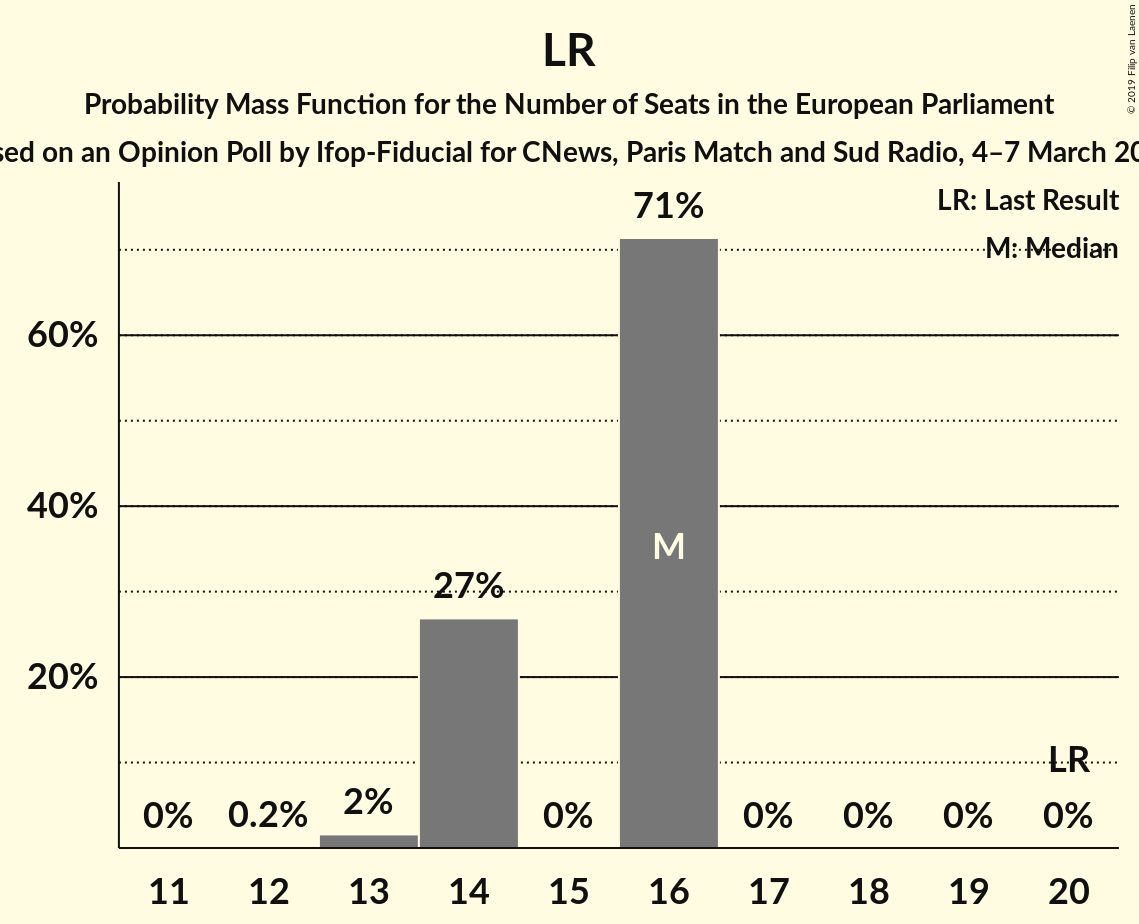 LR
Probability Mass Function for the Number of Seats in the European Parliament
sed on an Opinion Poll by Ifop-Fiducial for CNews, Paris Match and Sud Radio, 4–7 March 20
© 2019 Filip van Laenen
LR: Last Result
M: Median
71%
60%
40%
M
27%
20%
LR
0% 0.2% 2% 0% 0% 0% 0% 0%
11 12 13 14 15 16 17 18 19 20